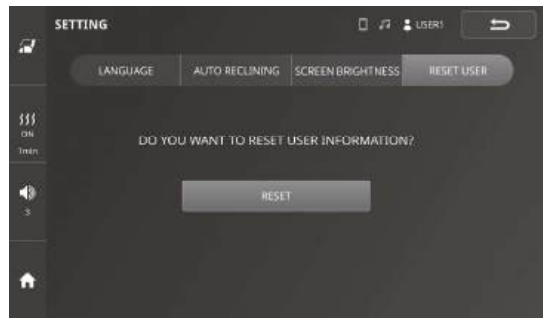 SETTING
USER1
LANGUAGE
AUTO RECLINING
SCREEN BRIGHTNESS
RESET USER
ON
1min
DO YOU WANT TO RESET USER INFORMATION?
RESET
3